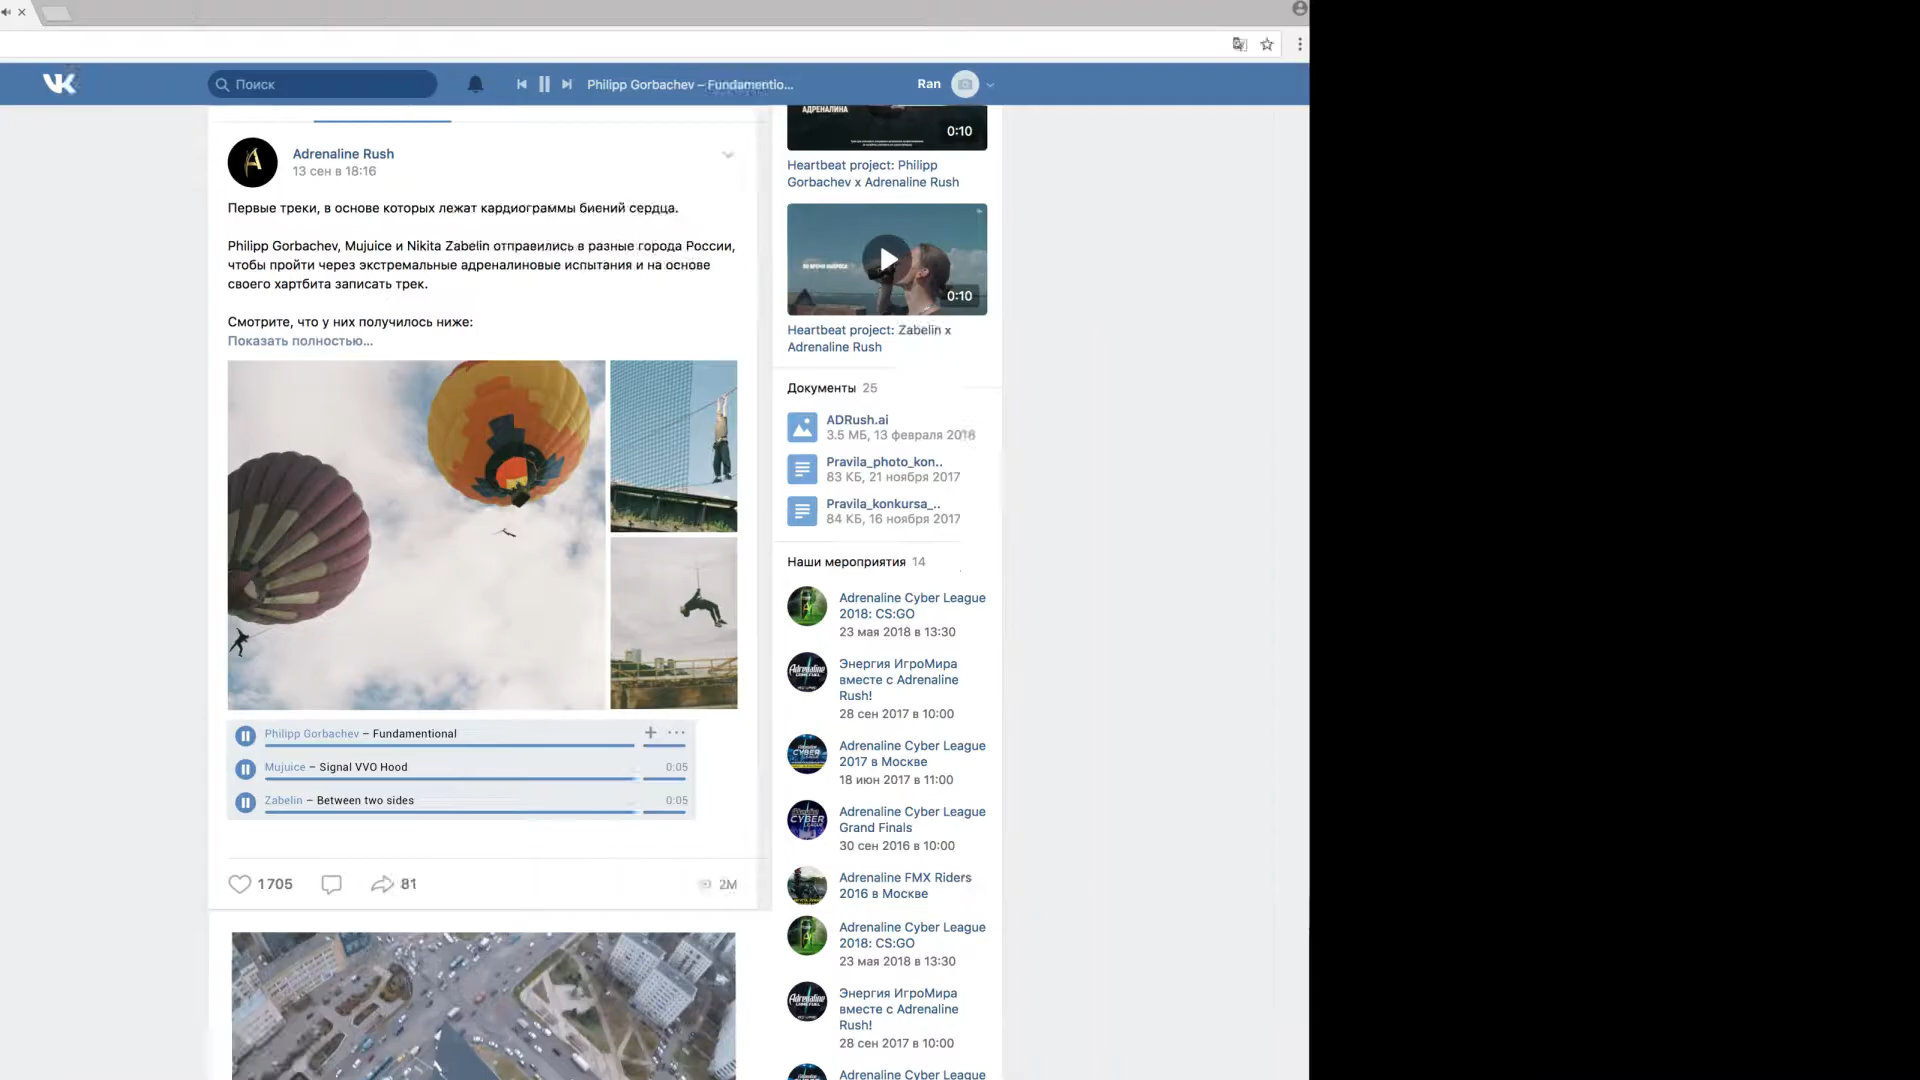 Поиск
Philipp Gorbachev – Fundamentio...
Ran
Adrenaline Rush
13 сен в 18:16
Первые треки, в основе которых лежат кардиограммы биений сердца.
Philipp Gorbachev, Mujuice и Nikita Zabelin отправились в разные города России,
чтобы пройти через экстремальные адреналиновые испытания и на основе
своего хартбита записать трек.
Смотрите, что у них получилось ниже:
Показать полностью...
Philipp Gorbachev – Fundamentional
Mujuice – Signal VVO Hood 0:05
Zabelin – Between two sides 0:05
1705
81
2M
АДРЕНАЛИНА
0:10
Heartbeat project: Philipp
Gorbachev x Adrenaline Rush
0:10
Heartbeat project: Zabelin x
Adrenaline Rush
Документы 25
ADRush.ai
3.5 МБ, 13 февраля 2018
Pravila_photo_kon..
83 КБ, 21 ноября 2017
Pravila_konkursa_..
84 КБ, 16 ноября 2017
Наши мероприятия 14
Adrenaline Cyber League
2018: CS:GO
23 мая 2018 в 13:30
Энергия ИгроМира
вместе с Adrenaline
Rush!
28 сен 2017 в 10:00
Adrenaline Cyber League
2017 в Москве
18 июн 2017 в 11:00
Adrenaline Cyber League
Grand Finals
30 сен 2016 в 10:00
Adrenaline FMX Riders
2016 в Москве
Adrenaline Cyber League
2018: CS:GO
23 мая 2018 в 13:30
Энергия ИгроМира
вместе с Adrenaline
Rush!
28 сен 2017 в 10:00
Adrenaline Cyber League